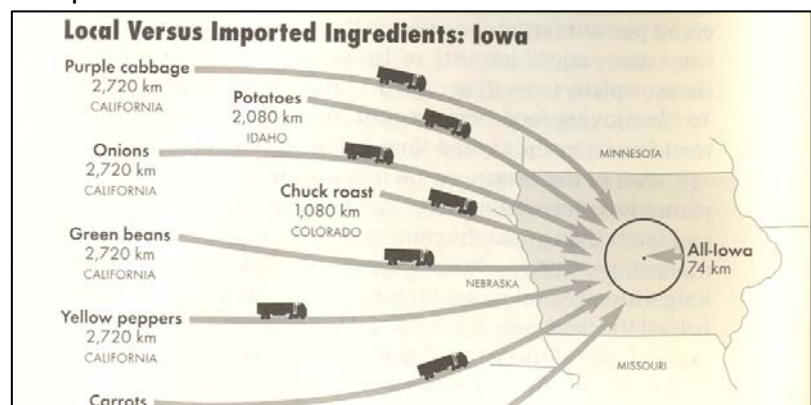 Local Versus Imported Ingredients: Iowa
Purple cabbage
2,720 km
CALIFORNIA
Potatoes
2,080 km
IDAHO
Onions
2,720 km
CALIFORNIA
MINNESOTA
Chuck roast
1,080 km
COLORADO
Green beans
2,720 km
CALIFORNIA
All-Iowa
74 km
NEBRASKA
Yellow peppers
2,720 km
CALIFORNIA
MISSOURI
Carrots